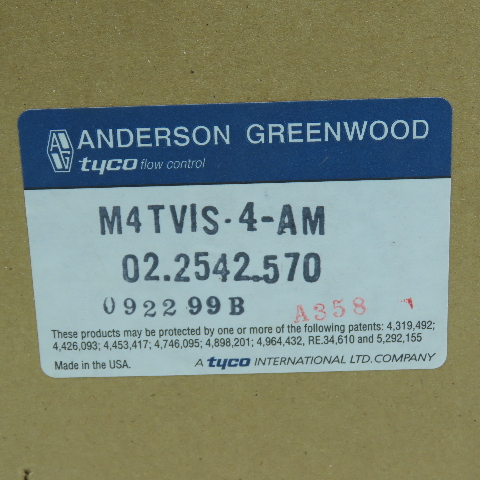 AG ANDERSON GREENWOOD
tyco flow control
M4TVIS-4-AM
02.2542.570
092299B A358
These products may be protected by one or more of the following patents: 4,319,492;
4,426,093; 4,453,417; 4,746,095; 4,898,201; 4,964,432, RE.34,610 and 5,292,155
Made in the USA. A tyco INTERNATIONAL LTD. COMPANY